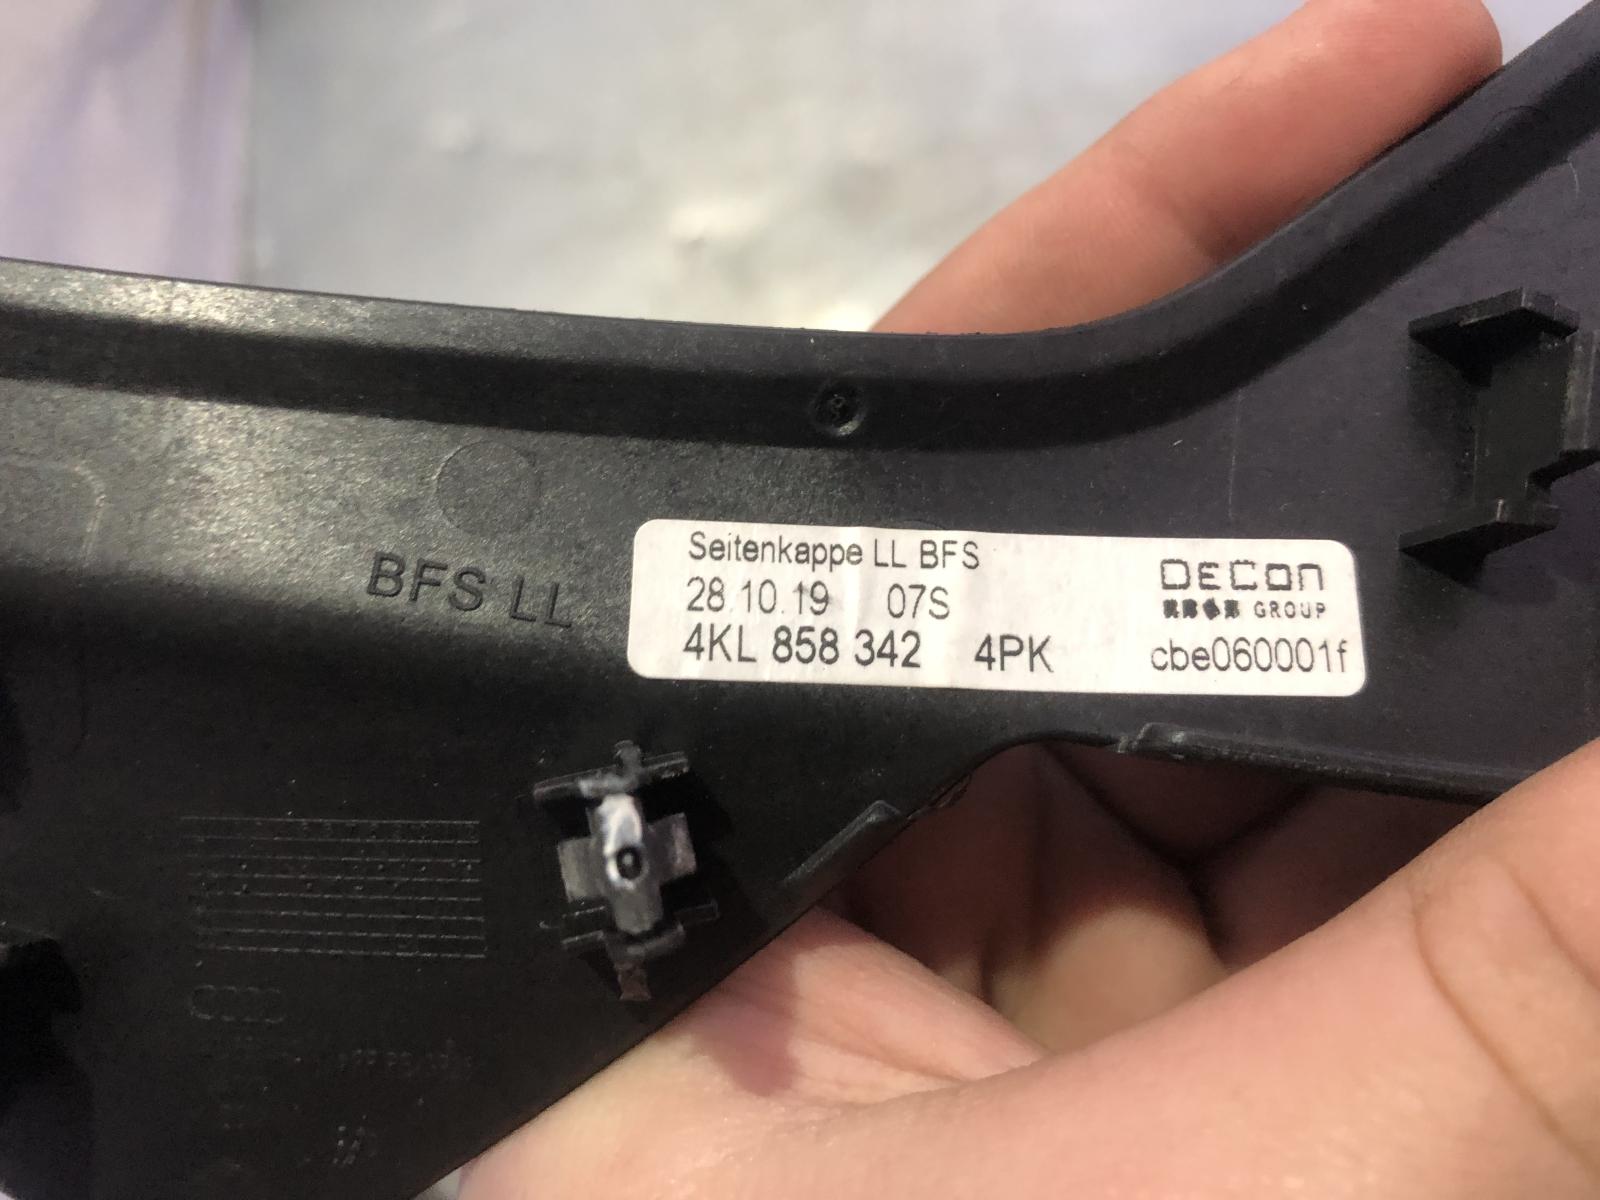 BFS LL
Seitenkappe LL BFS
28.10.19 07S
4KL 858 342 4PK
DECON
GROUP
cbe060001f